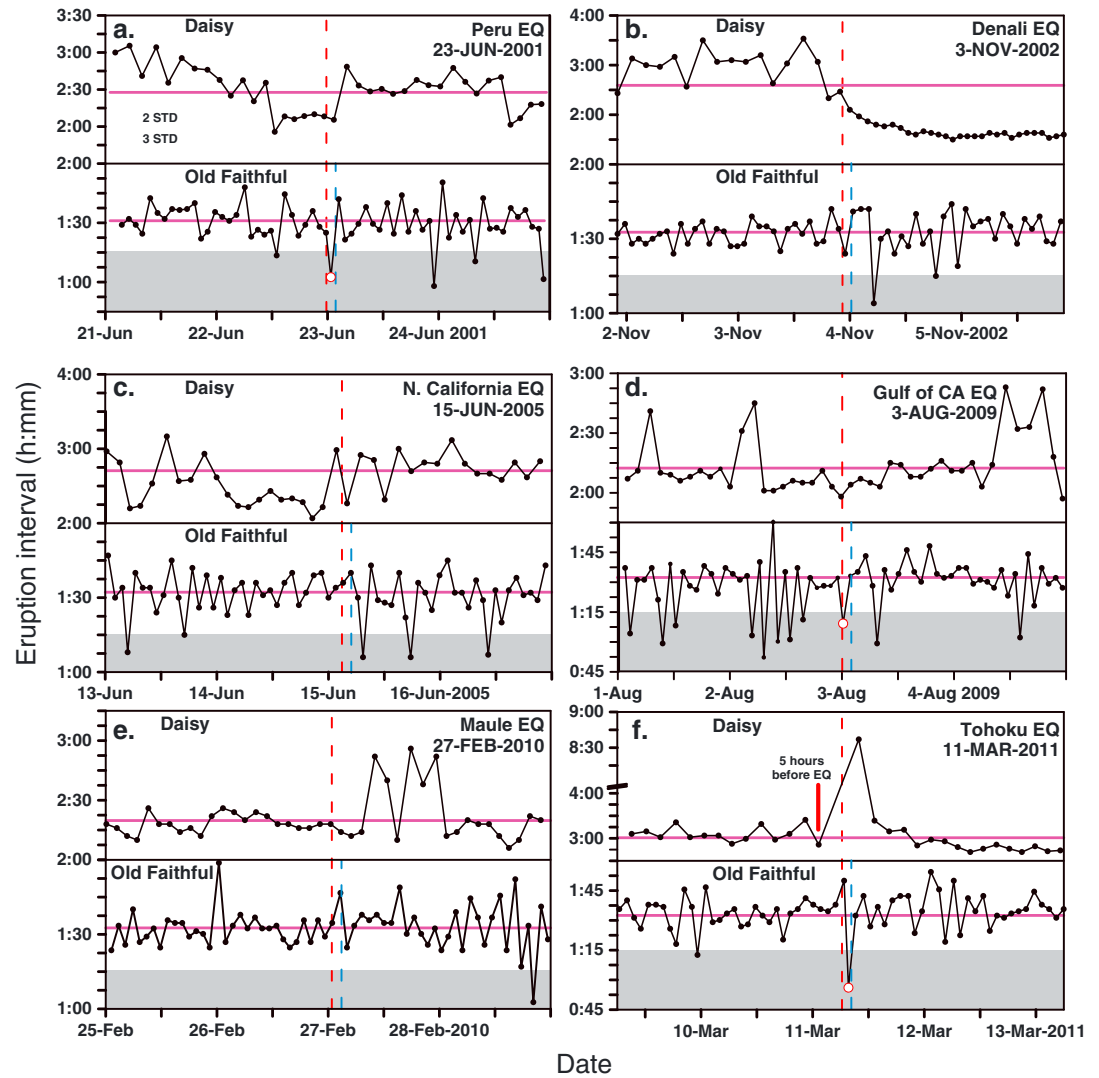 Eruption interval (h:mm)
a.
Daisy
Peru EQ
23-JUN-2001
3:30
3:00
2:30
2:00
2 STD
3 STD
2:00
Old Faithful
1:30
1:00
21-Jun 22-Jun 23-Jun 24-Jun 2001
b.
Daisy
Denali EQ
3-NOV-2002
4:00
3:00
2:00
2:00
Old Faithful
1:30
1:00
2-Nov 3-Nov 4-Nov 5-Nov-2002
c.
Daisy
N. California EQ
15-JUN-2005
4:00
3:00
2:00
Old Faithful
1:30
1:00
13-Jun 14-Jun 15-Jun 16-Jun-2005
d.
Gulf of CA EQ
3-AUG-2009
3:00
2:30
2:00
1:45
1:15
0:45
1-Aug 2-Aug 3-Aug 4-Aug 2009
e.
Daisy
Maule EQ
27-FEB-2010
3:00
2:30
2:00
Old Faithful
1:30
1:00
25-Feb 26-Feb 27-Feb 28-Feb-2010
f.
Daisy
Tohoku EQ
11-MAR-2011
9:00
8:30
4:00
3:00
5 hours
before EQ
Old Faithful
1:45
1:15
0:45
10-Mar 11-Mar 12-Mar 13-Mar-2011
Date